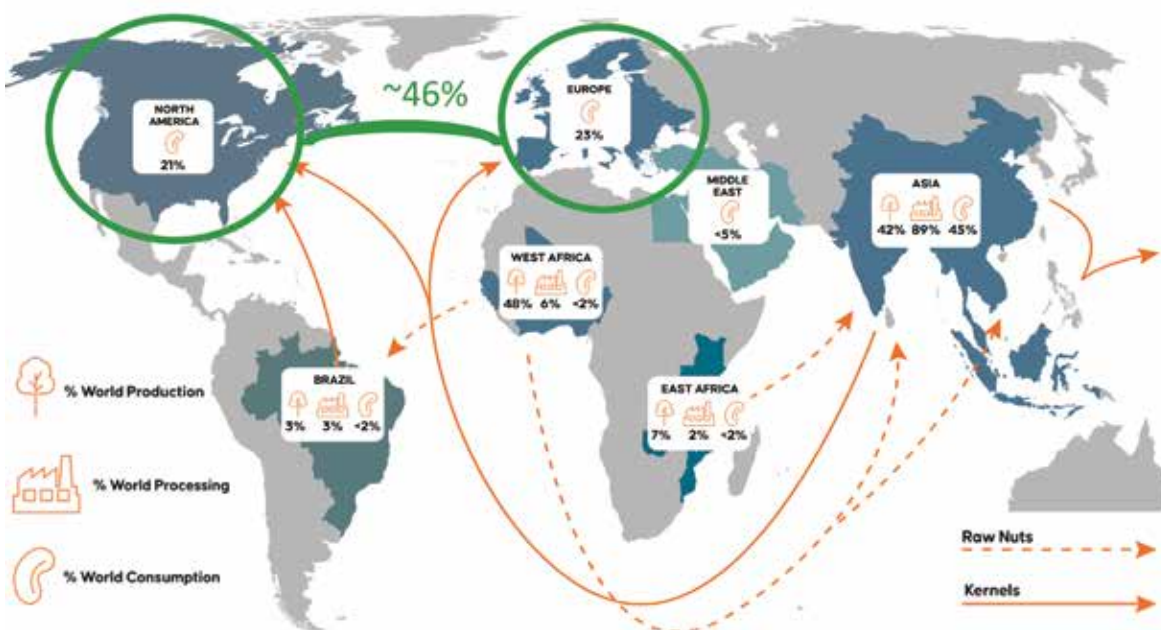 ~46%
NORTH
AMERICA
21%
EUROPE
23%
MIDDLE
EAST
<5%
ASIA
42% 89% 45%
WEST AFRICA
48% 6% <2%
BRAZIL
3% 3% <2%
EAST AFRICA
7% 2% <2%
% World Production
% World Processing
% World Consumption
Raw Nuts
Kernels